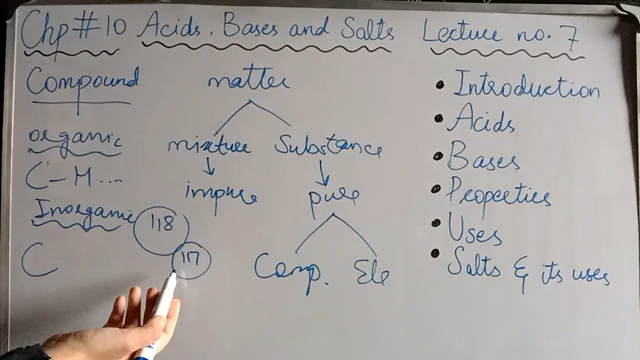 Chp#10 Acids, Bases and Salts Lecture no. 7
Compound
organic
C-H...
Inorganic
C
matter
mixture Substance
impure pure
118
117
Comp. Ele
• Introduction
• Acids
• Bases
• Properties
• Uses
• Salts & its uses